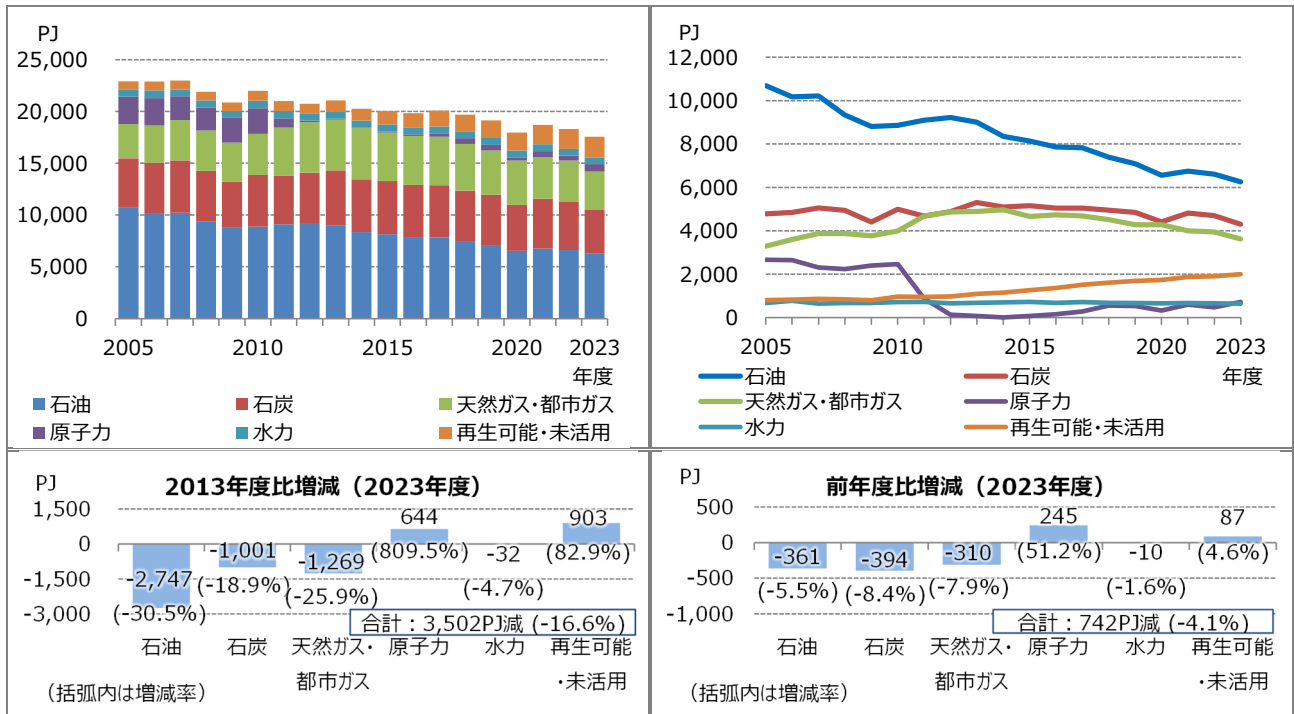 PJ
25,000
20,000
15,000
10,000
5,000
0
2005 2010 2015 2020 2023
年度
石油 石炭 天然ガス・都市ガス
原子力 水力 再生可能・未活用
PJ
12,000
10,000
8,000
6,000
4,000
2,000
0
2005 2010 2015 2020 2023
年度
石油 石炭
天然ガス・都市ガス 原子力
水力 再生可能・未活用
PJ
2013年度比増減（2023年度）
1,500
0
-1,500
-3,000
-2,747
(-30.5%)
-1,001
(-18.9%)
-1,269
(-25.9%)
644
(809.5%)
-32
(-4.7%)
903
(82.9%)
合計：3,502PJ減 (-16.6%)
石油 石炭 天然ガス・ 原子力 水力 再生可能
都市ガス ・未活用
（括弧内は増減率）
PJ
前年度比増減（2023年度）
500
0
-500
-1,000
-361
(-5.5%)
-394
(-8.4%)
-310
(-7.9%)
245
(51.2%)
-10
(-1.6%)
87
(4.6%)
合計：742PJ減 (-4.1%)
石油 石炭 天然ガス・ 原子力 水力 再生可能
都市ガス ・未活用
（括弧内は増減率）